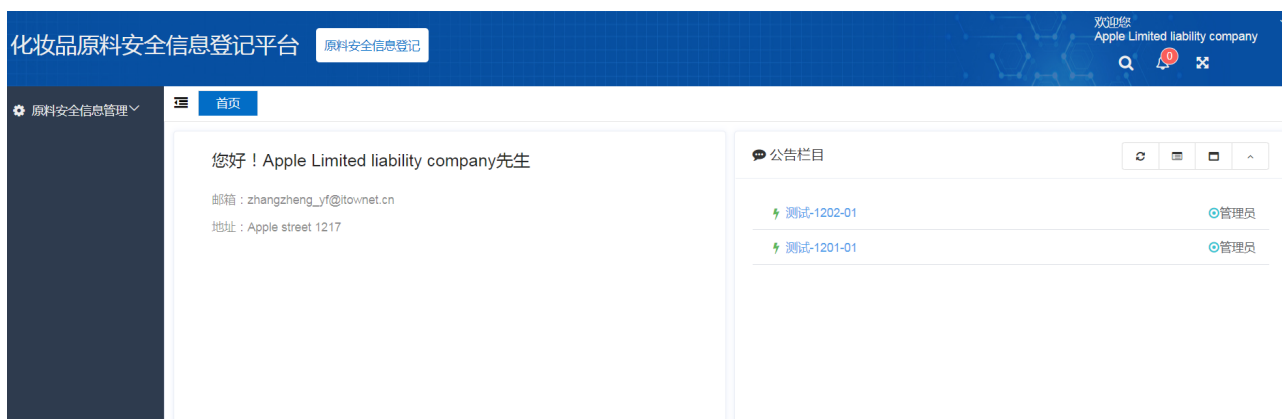 化妆品原料安全信息登记平台
原料安全信息登记
欢迎您
Apple Limited liability company
0
原料安全信息管理
首页
您好！Apple Limited liability company先生
邮箱：zhangzheng_yf@itownet.cn
地址：Apple street 1217
公告栏目
测试-1202-01 管理员
测试-1201-01 管理员